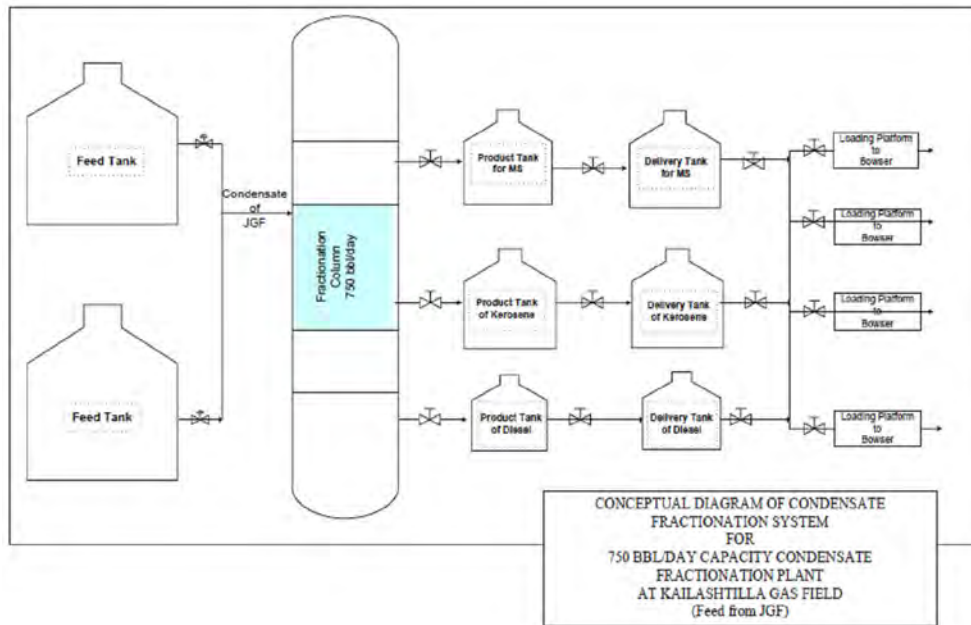 Feed Tank
Feed Tank
Condensate
of
JGF
Fractionation
Column
750 bbl/day
Product Tank
for MS
Delivery Tank
for MS
Product Tank
of Kerosene
Delivery Tank
of Kerosene
Product Tank
of Diesel
Delivery Tank
of Diesel
Loading Platform
to
Bowser
Loading Platform
to
Bowser
Loading Platform
to
Bowser
Loading Platform
to
Bowser
CONCEPTUAL DIAGRAM OF CONDENSATE
FRACTIONATION SYSTEM
FOR
750 BBL/DAY CAPACITY CONDENSATE
FRACTIONATION PLANT
AT KAILASHTILLA GAS FIELD
(Feed from JGF)